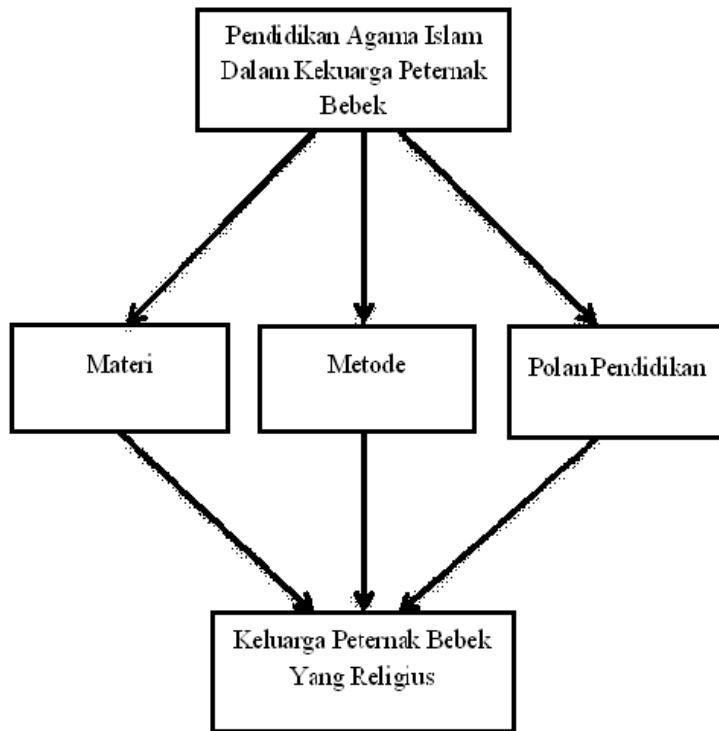 Pendidikan Agama Islam
Dalam Kekuarga Peternak
Bebek
Materi
Metode
Polan Pendidikan
Keluarga Peternak Bebek
Yang Religius